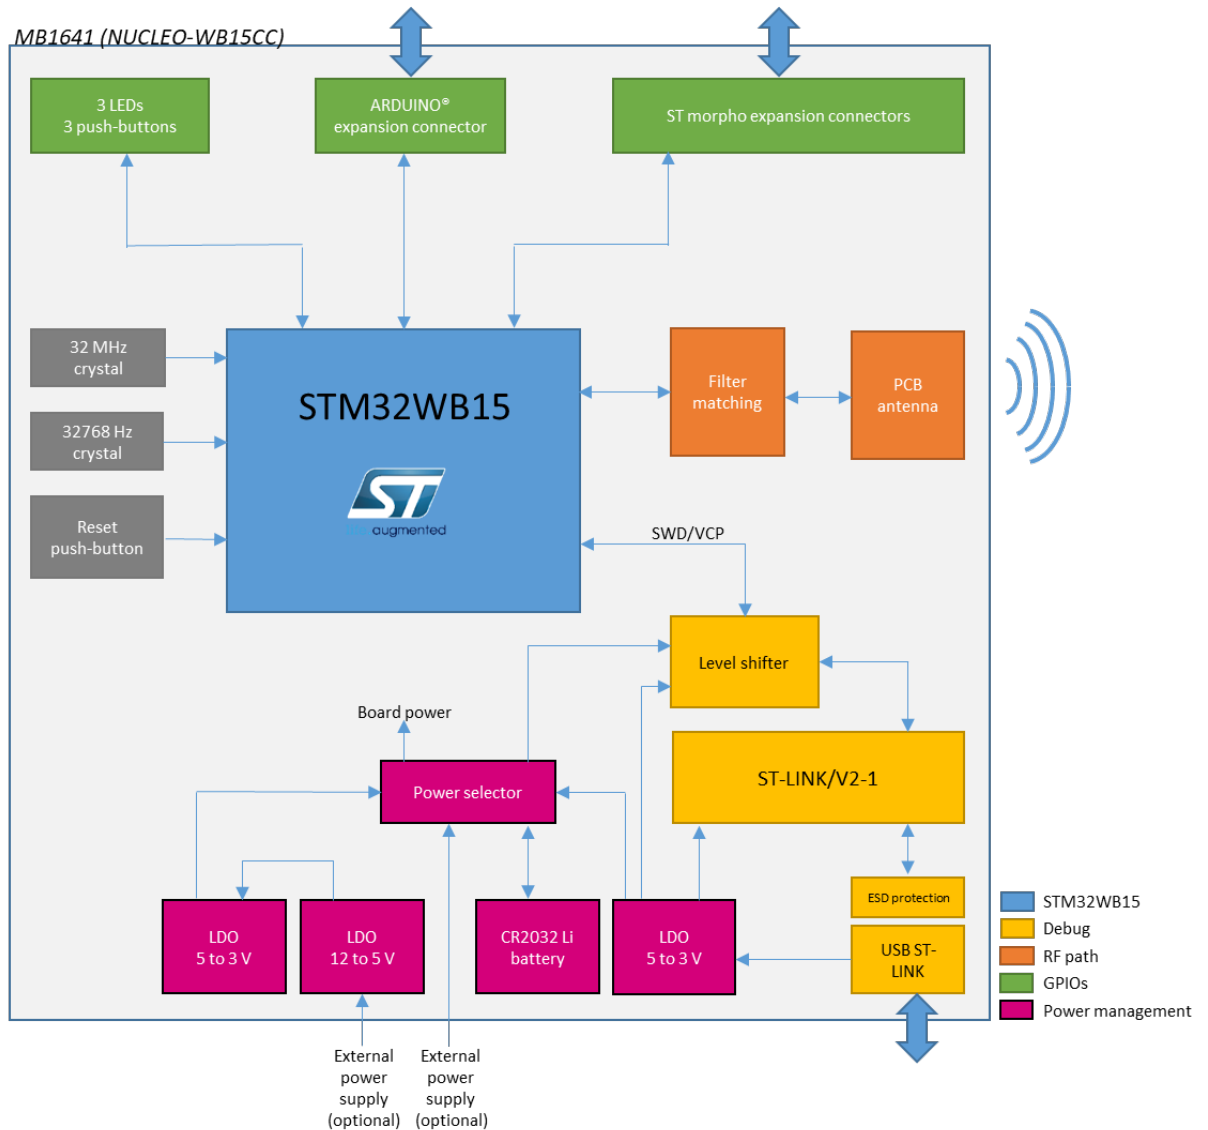 MB1641 (NUCLEO-WB15CC)
3 LEDs
3 push-buttons
ARDUINO®
expansion connector
ST morpho expansion connectors
32 MHz
crystal
32768 Hz
crystal
Reset
push-button
STM32WB15
ST
augmented
Filter
matching
PCB
antenna
SWD/VCP
Level shifter
Board power
Power selector
ST-LINK/V2-1
LDO
5 to 3 V
LDO
12 to 5 V
CR2032 Li
battery
LDO
5 to 3 V
ESD protection
USB ST-
LINK
STM32WB15
Debug
RF path
GPIOs
Power management
External
power
supply
(optional)
External
power
supply
(optional)